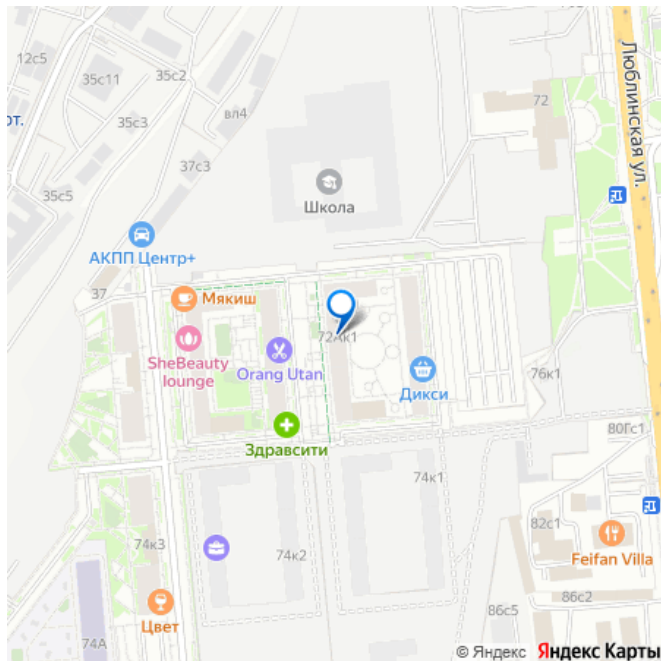 12с5
35с11
35с2
72
Люблинская ул.
от.
35с3
вл4
37с3
35с5
Школа
АКПП Центр+
37
Мякиш
72Ак1
SheBeauty
lounge
Orang Utan
Дикси
76к1
Здравсити
80Гс1
74к1
82с1
74к3
74к2
Feifan Villa
86с2
86с5
Цвет
74А
© Яндекс Яндекс Карты